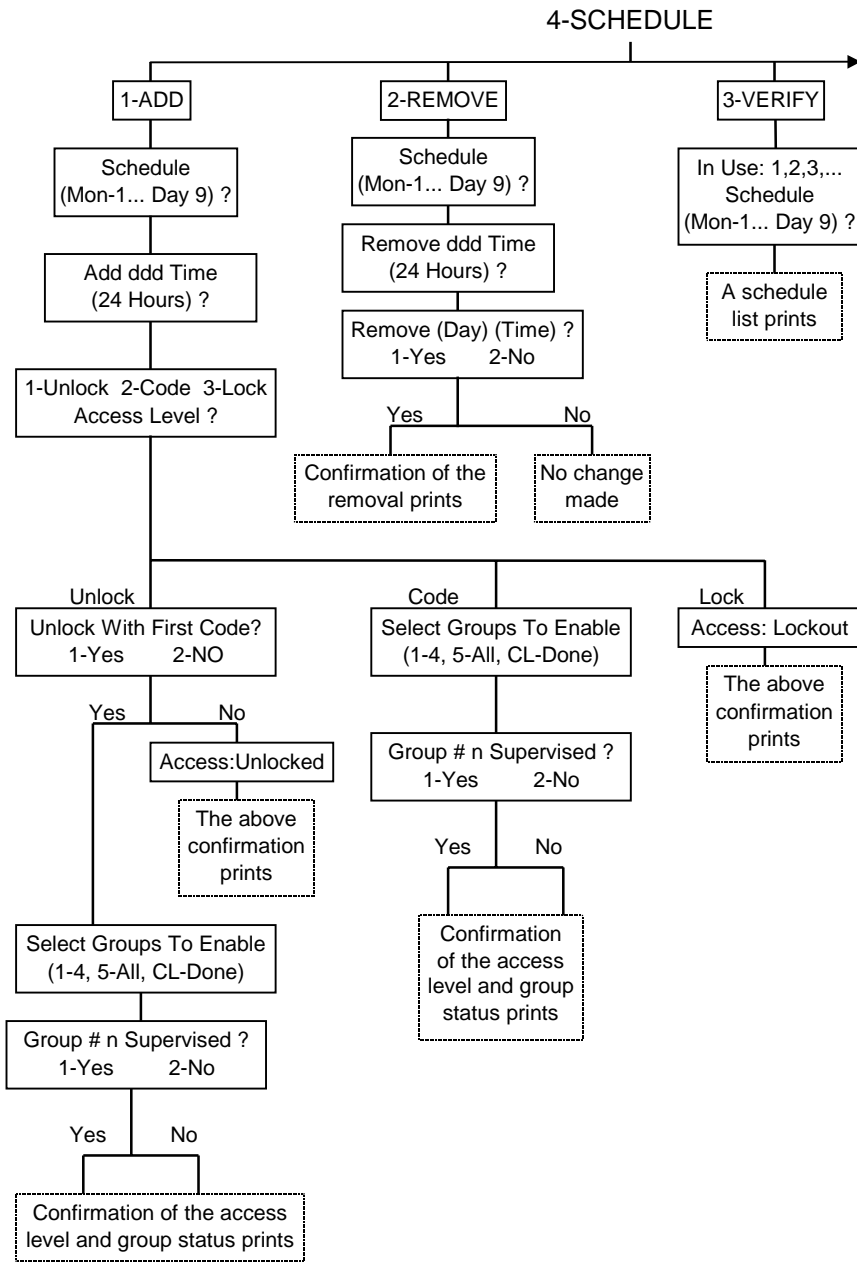 4-SCHEDULE
1-ADD
Schedule
(Mon-1... Day 9) ?
Add ddd Time
(24 Hours) ?
1-Unlock 2-Code 3-Lock
Access Level ?
2-REMOVE
Schedule
(Mon-1... Day 9) ?
Remove ddd Time
(24 Hours) ?
Remove (Day) (Time) ?
1-Yes 2-No
Yes
No
Confirmation of the
removal prints
No change
made
3-VERIFY
In Use: 1,2,3,...
Schedule
(Mon-1... Day 9) ?
A schedule
list prints
Unlock
Unlock With First Code?
1-Yes 2-NO
Yes
No
Access:Unlocked
The above
confirmation
prints
Select Groups To Enable
(1-4, 5-All, CL-Done)
Group # n Supervised ?
1-Yes 2-No
Yes
No
Confirmation of the access
level and group status prints
Code
Select Groups To Enable
(1-4, 5-All, CL-Done)
Group # n Supervised ?
1-Yes 2-No
Yes
No
Confirmation
of the access
level and group
status prints
Lock
Access: Lockout
The above
confirmation
prints